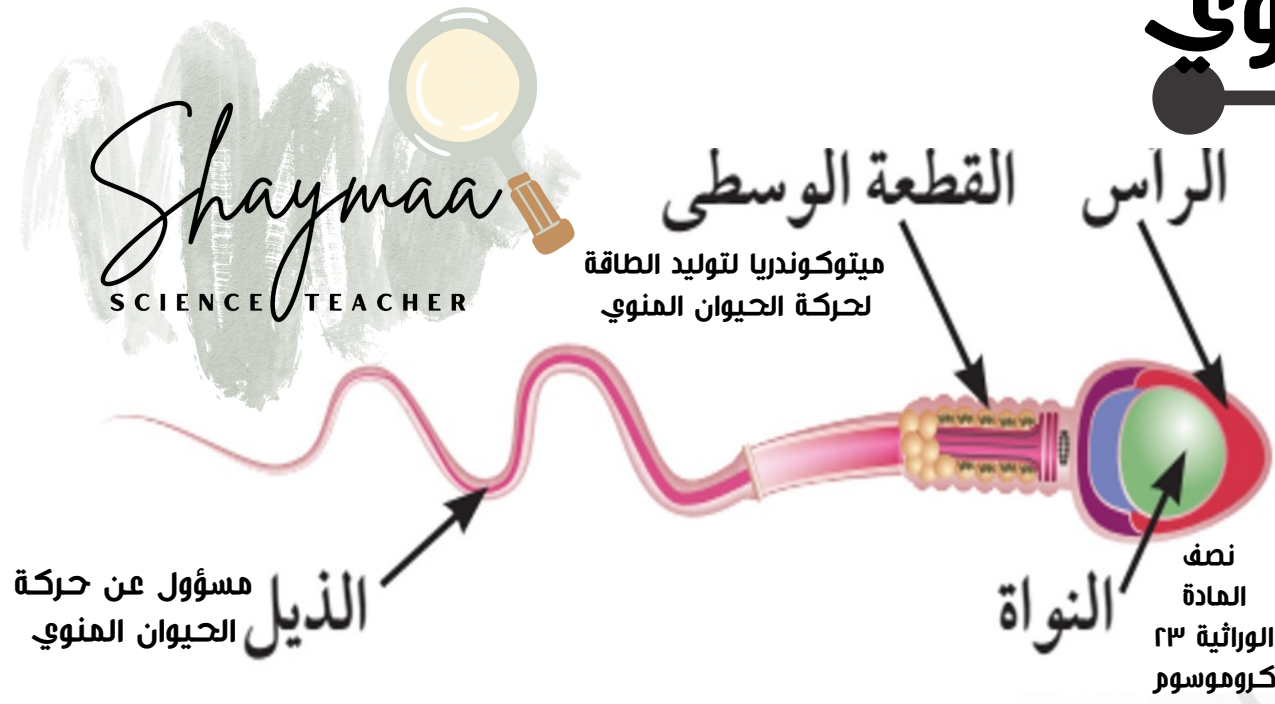 الرأس
القطعة الوسطى
ميتوكوندريا لتوليد الطاقة
لحركة الحيوان المنوي
Shaymaa
SCIENCE TEACHER
النواة
نصف
المادة
الوراثية ٢٣
كروموسوم
الذيل
مسؤول عن حركة
الحيوان المنوي